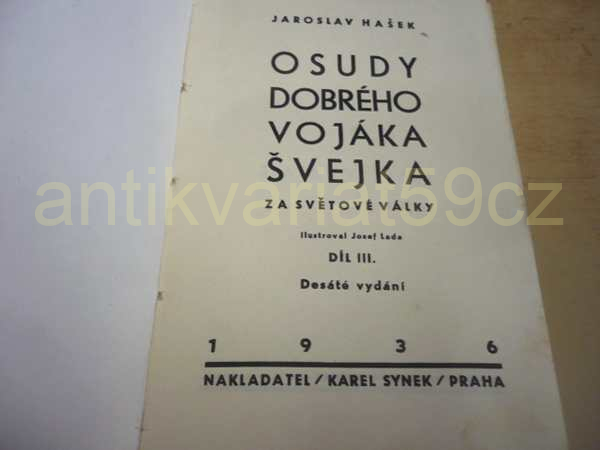 JAROSLAV HAŠEK
OSUDY
DOBRÉHO
VOJÁKA
ŠVEJKA
antikvariat59cz
ZA SVĚTOVÉ VÁLKY
Ilustroval Josef Lada
DÍL III.
Desáté vydání
1 9 3 6
NAKLADATEL / KAREL SYNEK / PRAHA